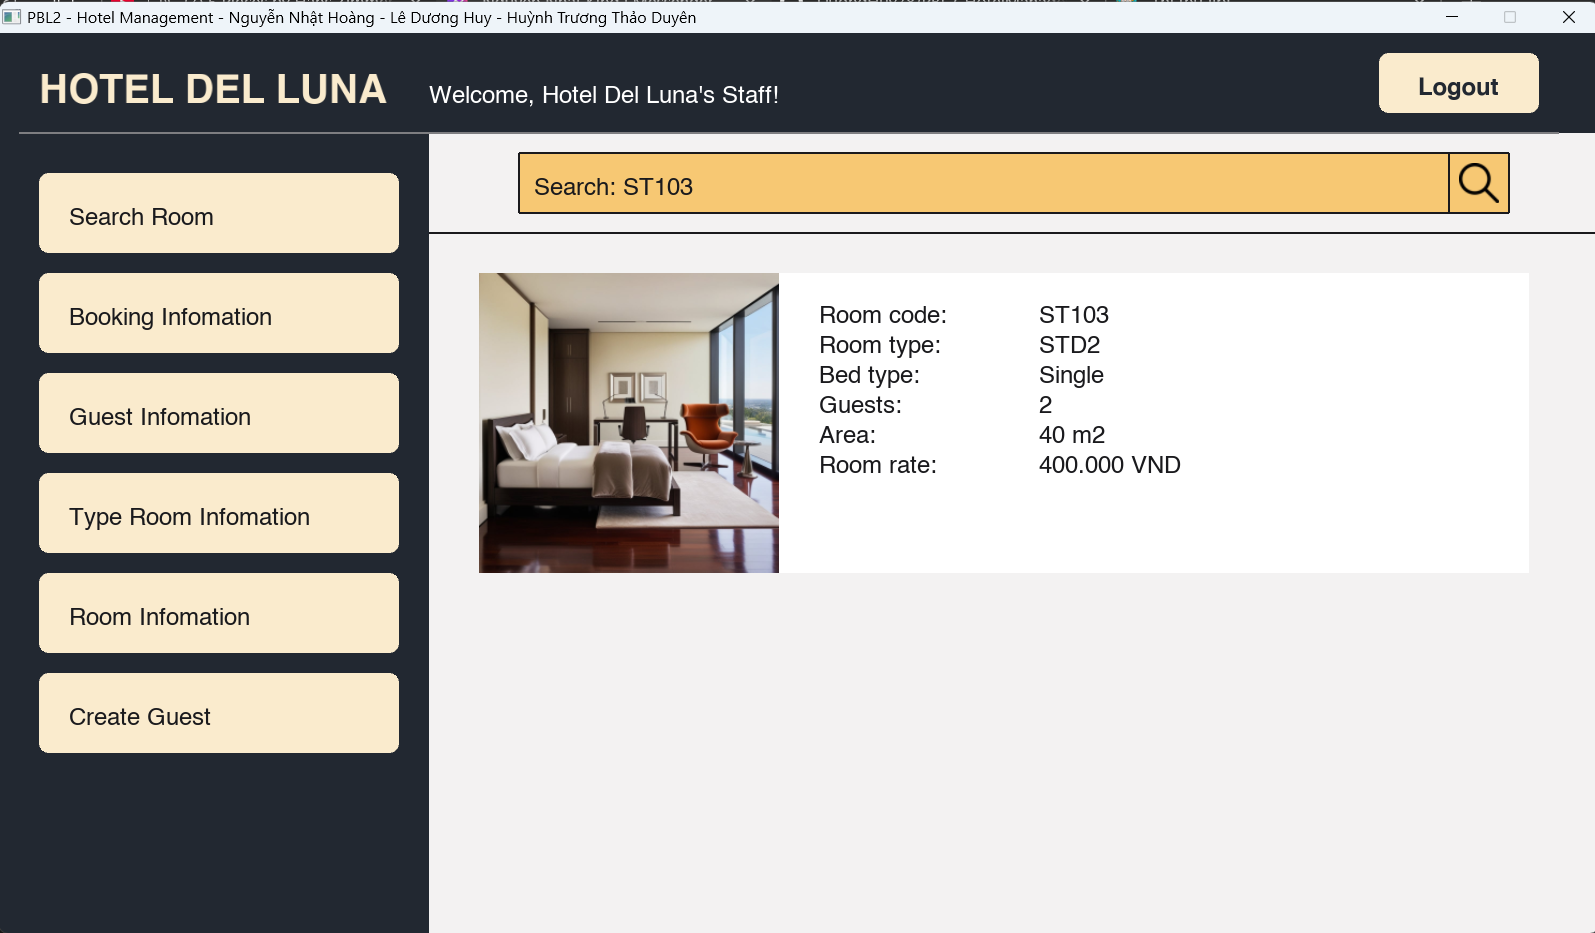 PBL2 - Hotel Management - Nguyễn Nhật Hoàng - Lê Dương Huy - Huỳnh Trương Thảo Duyên
HOTEL DEL LUNA
Welcome, Hotel Del Luna's Staff!
Logout
Search Room
Booking Infomation
Guest Infomation
Type Room Infomation
Room Infomation
Create Guest
Search: ST103
Room code: ST103
Room type: STD2
Bed type: Single
Guests: 2
Area: 40 m2
Room rate: 400.000 VND